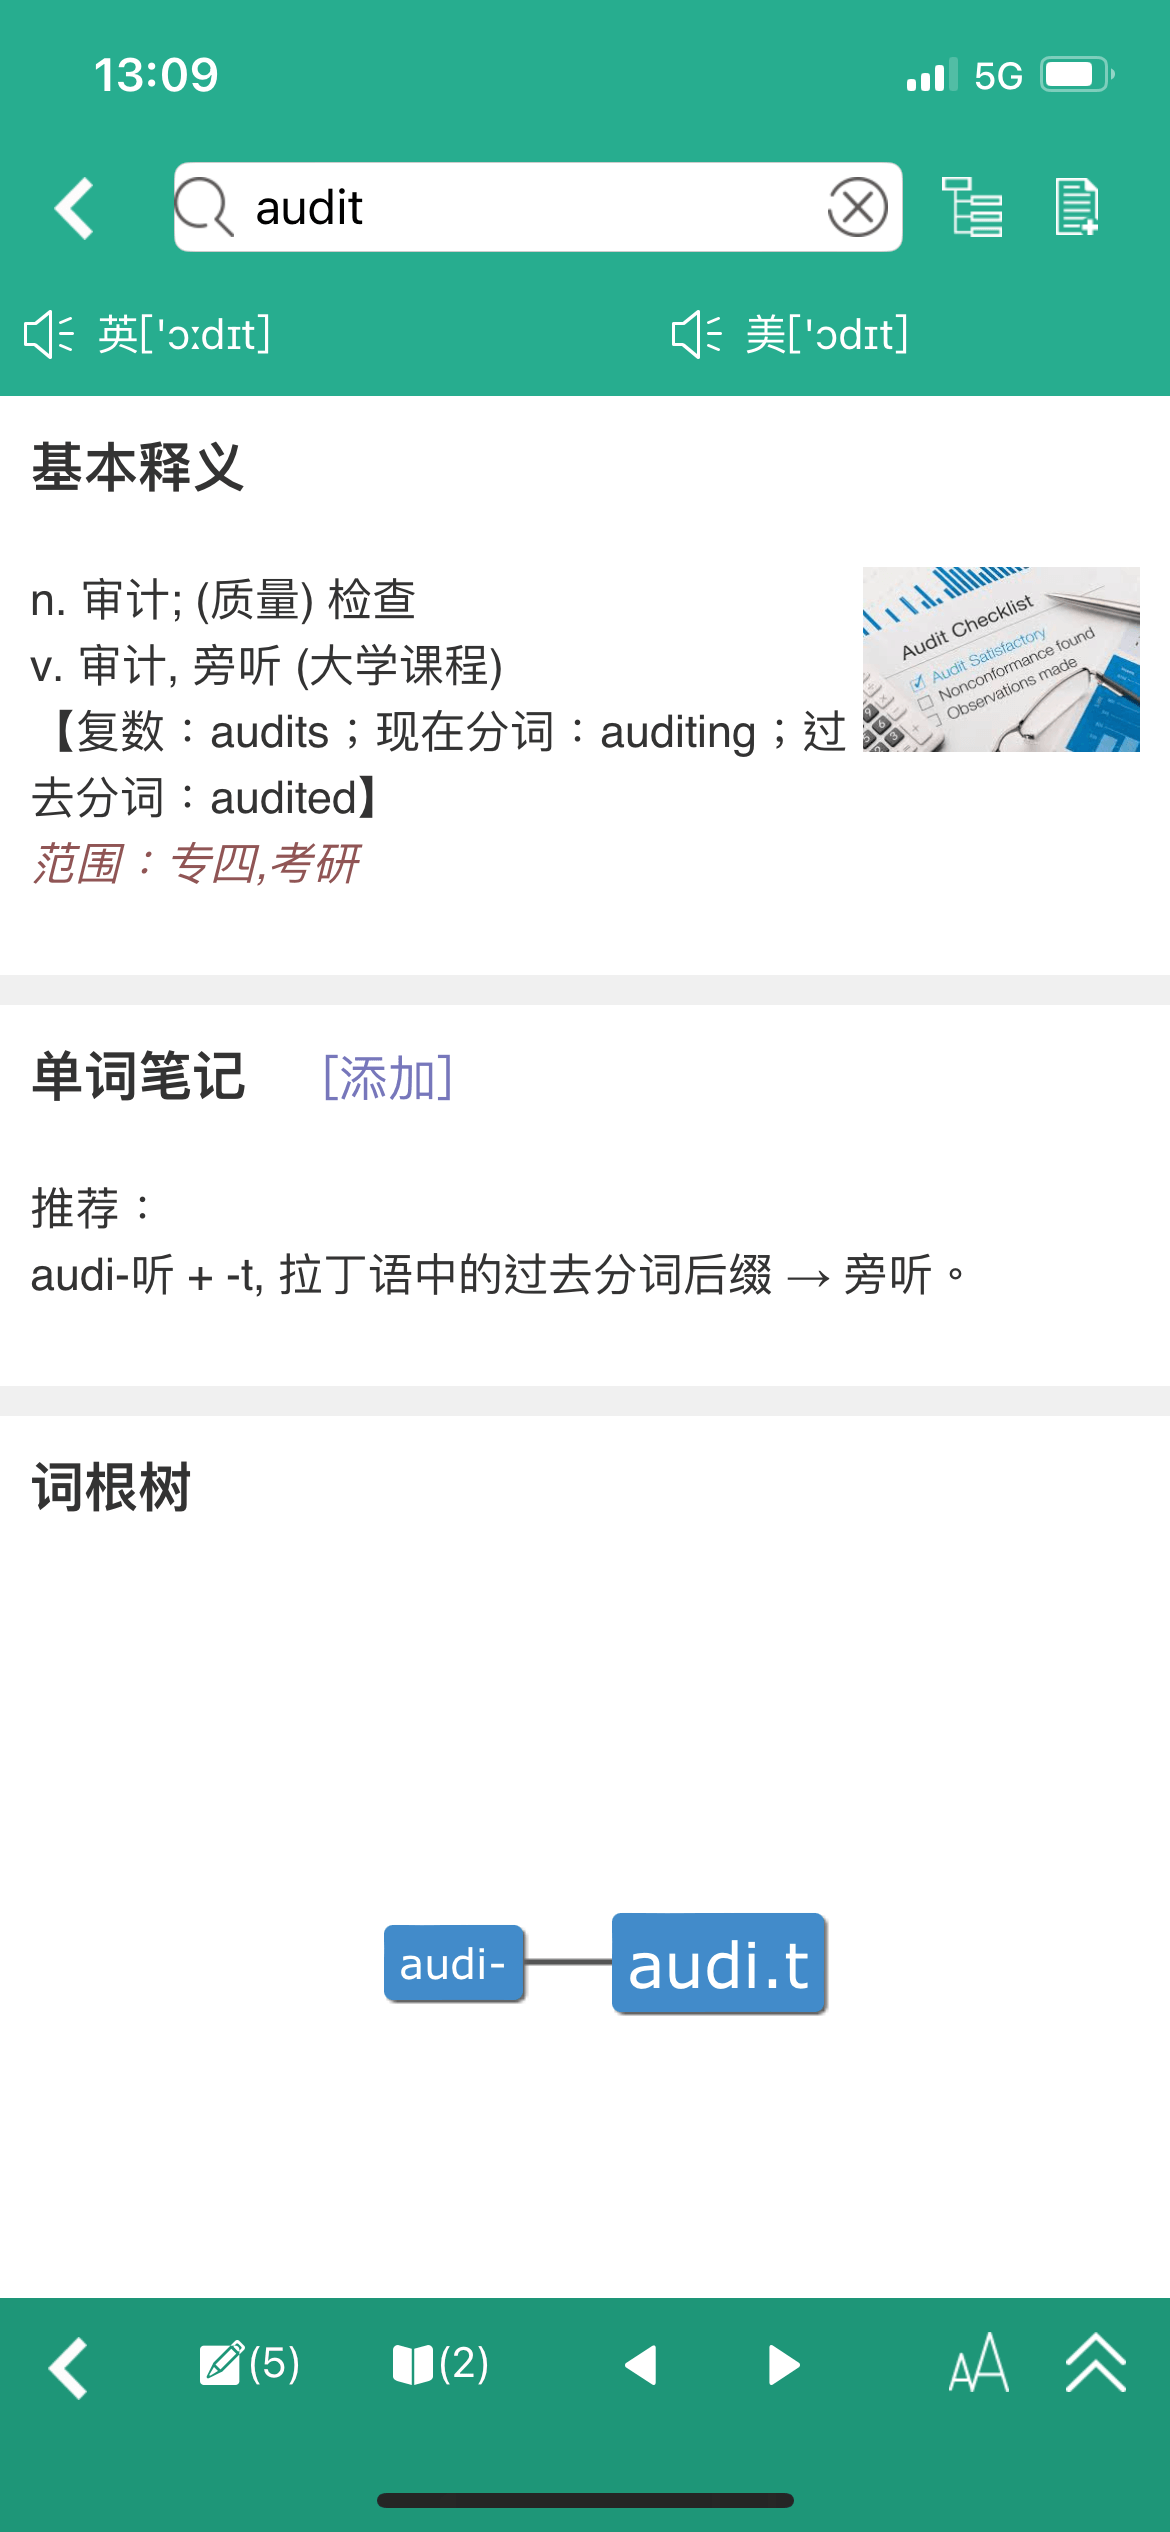 13:09 5G
audit
英['ɔːdɪt] 美['ɔdɪt]
基本释义
n. 审计; (质量) 检查
v. 审计, 旁听 (大学课程)
【复数：audits；现在分词：auditing；过
去分词：audited】
范围：专四,考研
Audit Checklist
Audit Satisfactory
Nonconformance found
Observations made
单词笔记 [添加]
推荐：
audi-听 + -t, 拉丁语中的过去分词后缀 → 旁听。
词根树
audi- audi.t
(5) (2) AA